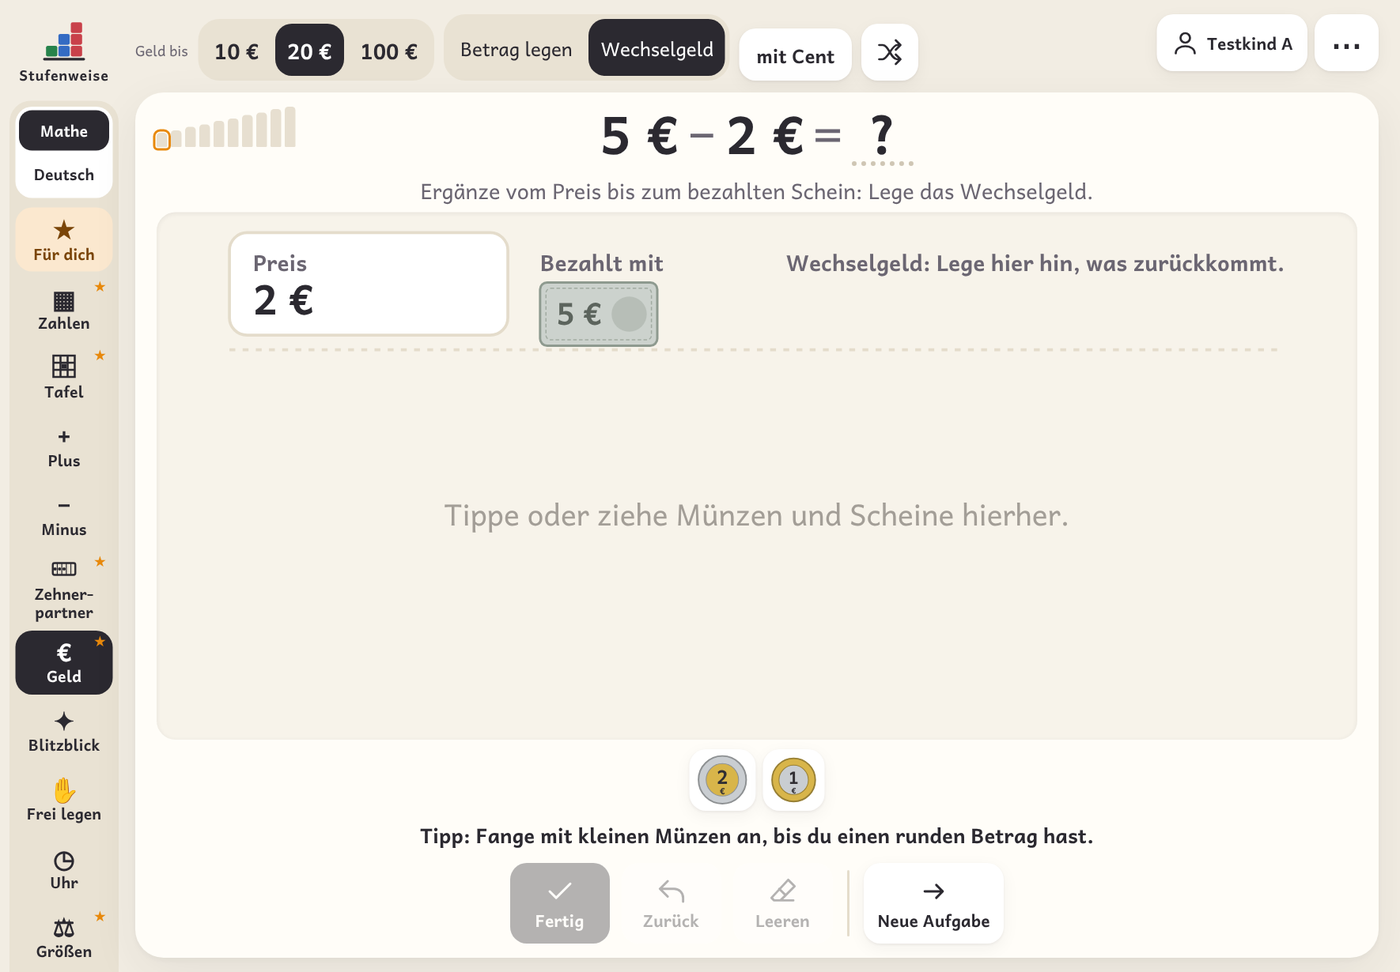 Stufenweise
Geld bis 10 € 20 € 100 € Betrag legen Wechselgeld mit Cent
Testkind A ...
Mathe
Deutsch
★
Für dich
Zahlen
Tafel
+
Plus
−
Minus
Zehner-
partner
€
Geld
Blitzblick
Frei legen
Uhr
Größen
5 € − 2 € = ?
Ergänze vom Preis bis zum bezahlten Schein: Lege das Wechselgeld.
Preis
2 €
Bezahlt mit
5 €
Wechselgeld: Lege hier hin, was zurückkommt.
Tippe oder ziehe Münzen und Scheine hierher.
2 €
1 €
Tipp: Fange mit kleinen Münzen an, bis du einen runden Betrag hast.
Fertig
Zurück
Leeren
Neue Aufgabe